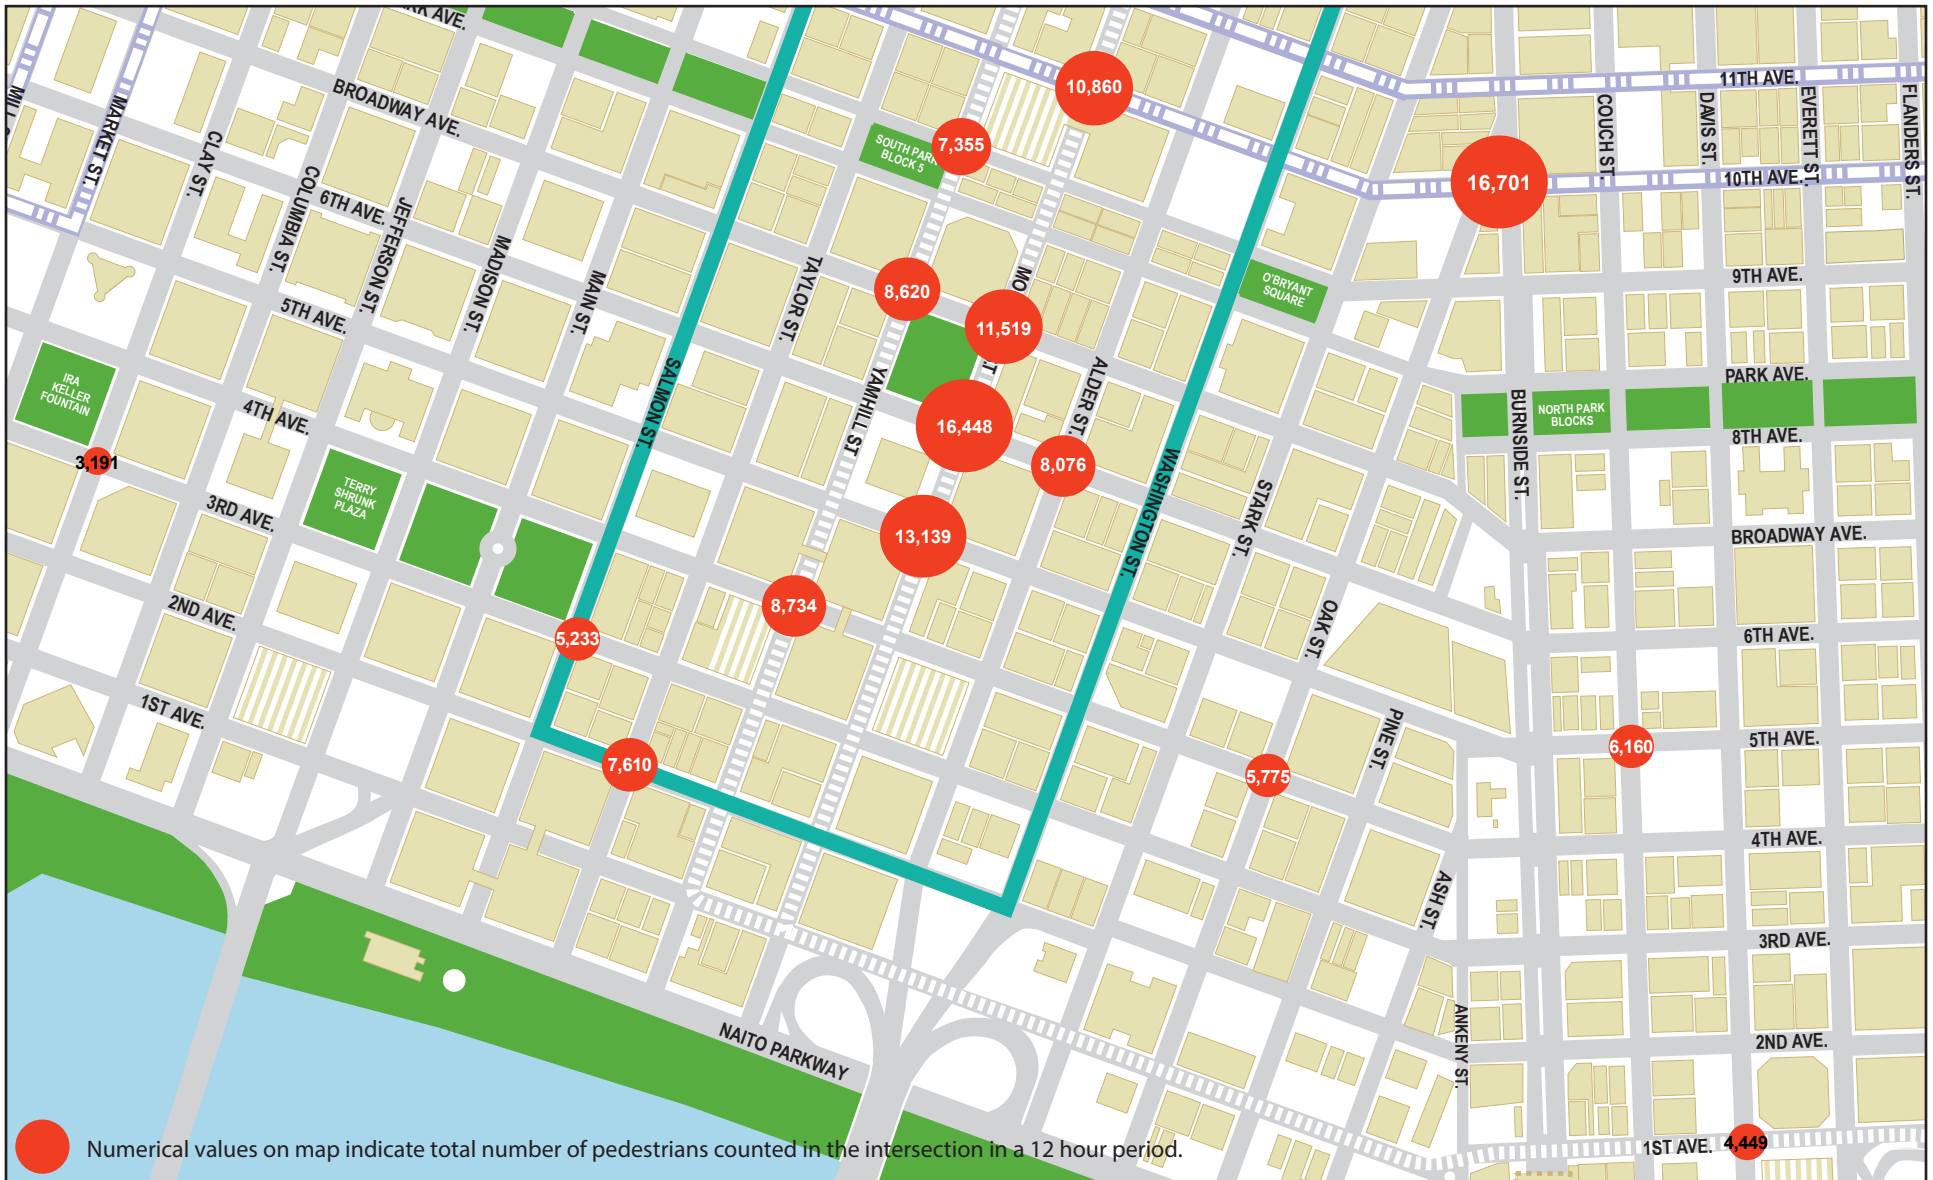 RK AVE.
BROADWAY AVE.
10,860
11TH AVE.
MARKET ST.
CLAY ST.
COLUMBIA ST.
JEFFERSON ST.
MADISON ST.
MAIN ST.
6TH AVE.
5TH AVE.
4TH AVE.
3RD AVE.
2ND AVE.
1ST AVE.
SOUTH PARK
BLOCK 5
7,355
16,701
COUCH ST.
DAVIS ST.
EVERETT ST.
FLANDERS ST.
10TH AVE.
9TH AVE.
8,620
11,519
TAYLOR ST.
MO
T.
O'BRYANT
SQUARE
SALMON ST.
YAMHILL ST.
ALDER ST.
WASHINGTON ST.
STARK ST.
OAK ST.
PINE ST.
ASH ST.
ANKENY ST.
BURNSIDE ST.
IRA
KELLER
FOUNTAIN
3,191
TERRY
SHRUNK
PLAZA
16,448
8,076
13,139
8,734
5,233
7,610
5,775
6,160
PARK AVE.
NORTH PARK
BLOCKS
8TH AVE.
BROADWAY AVE.
6TH AVE.
5TH AVE.
4TH AVE.
3RD AVE.
2ND AVE.
1ST AVE.
4,449
NAITO PARKWAY
Numerical values on map indicate total number of pedestrians counted in the intersection in a 12 hour period.